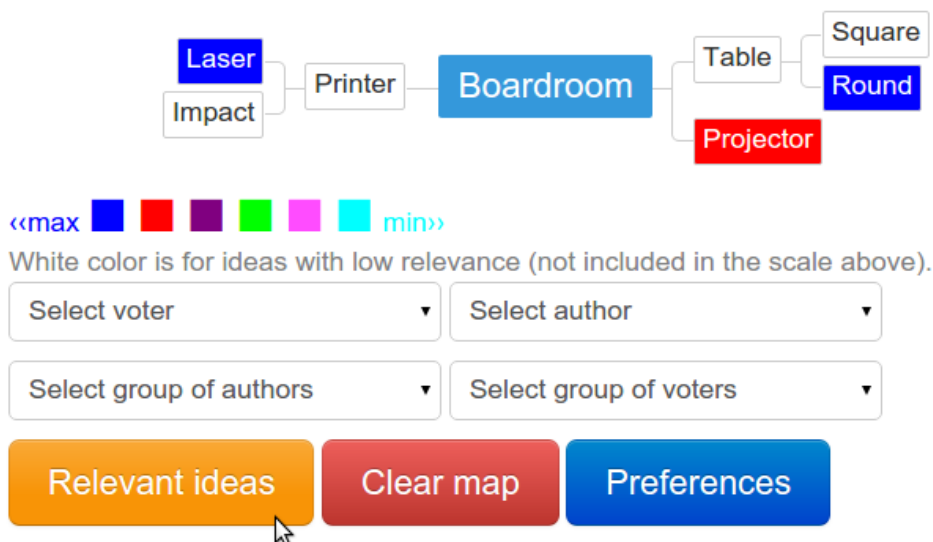 Square
Laser
Table
Printer
Boardroom
Round
Impact
Projector
‹‹max
min››
White color is for ideas with low relevance (not included in the scale above).
Select voter
Select author
Select group of authors
Select group of voters
Relevant ideas
Clear map
Preferences